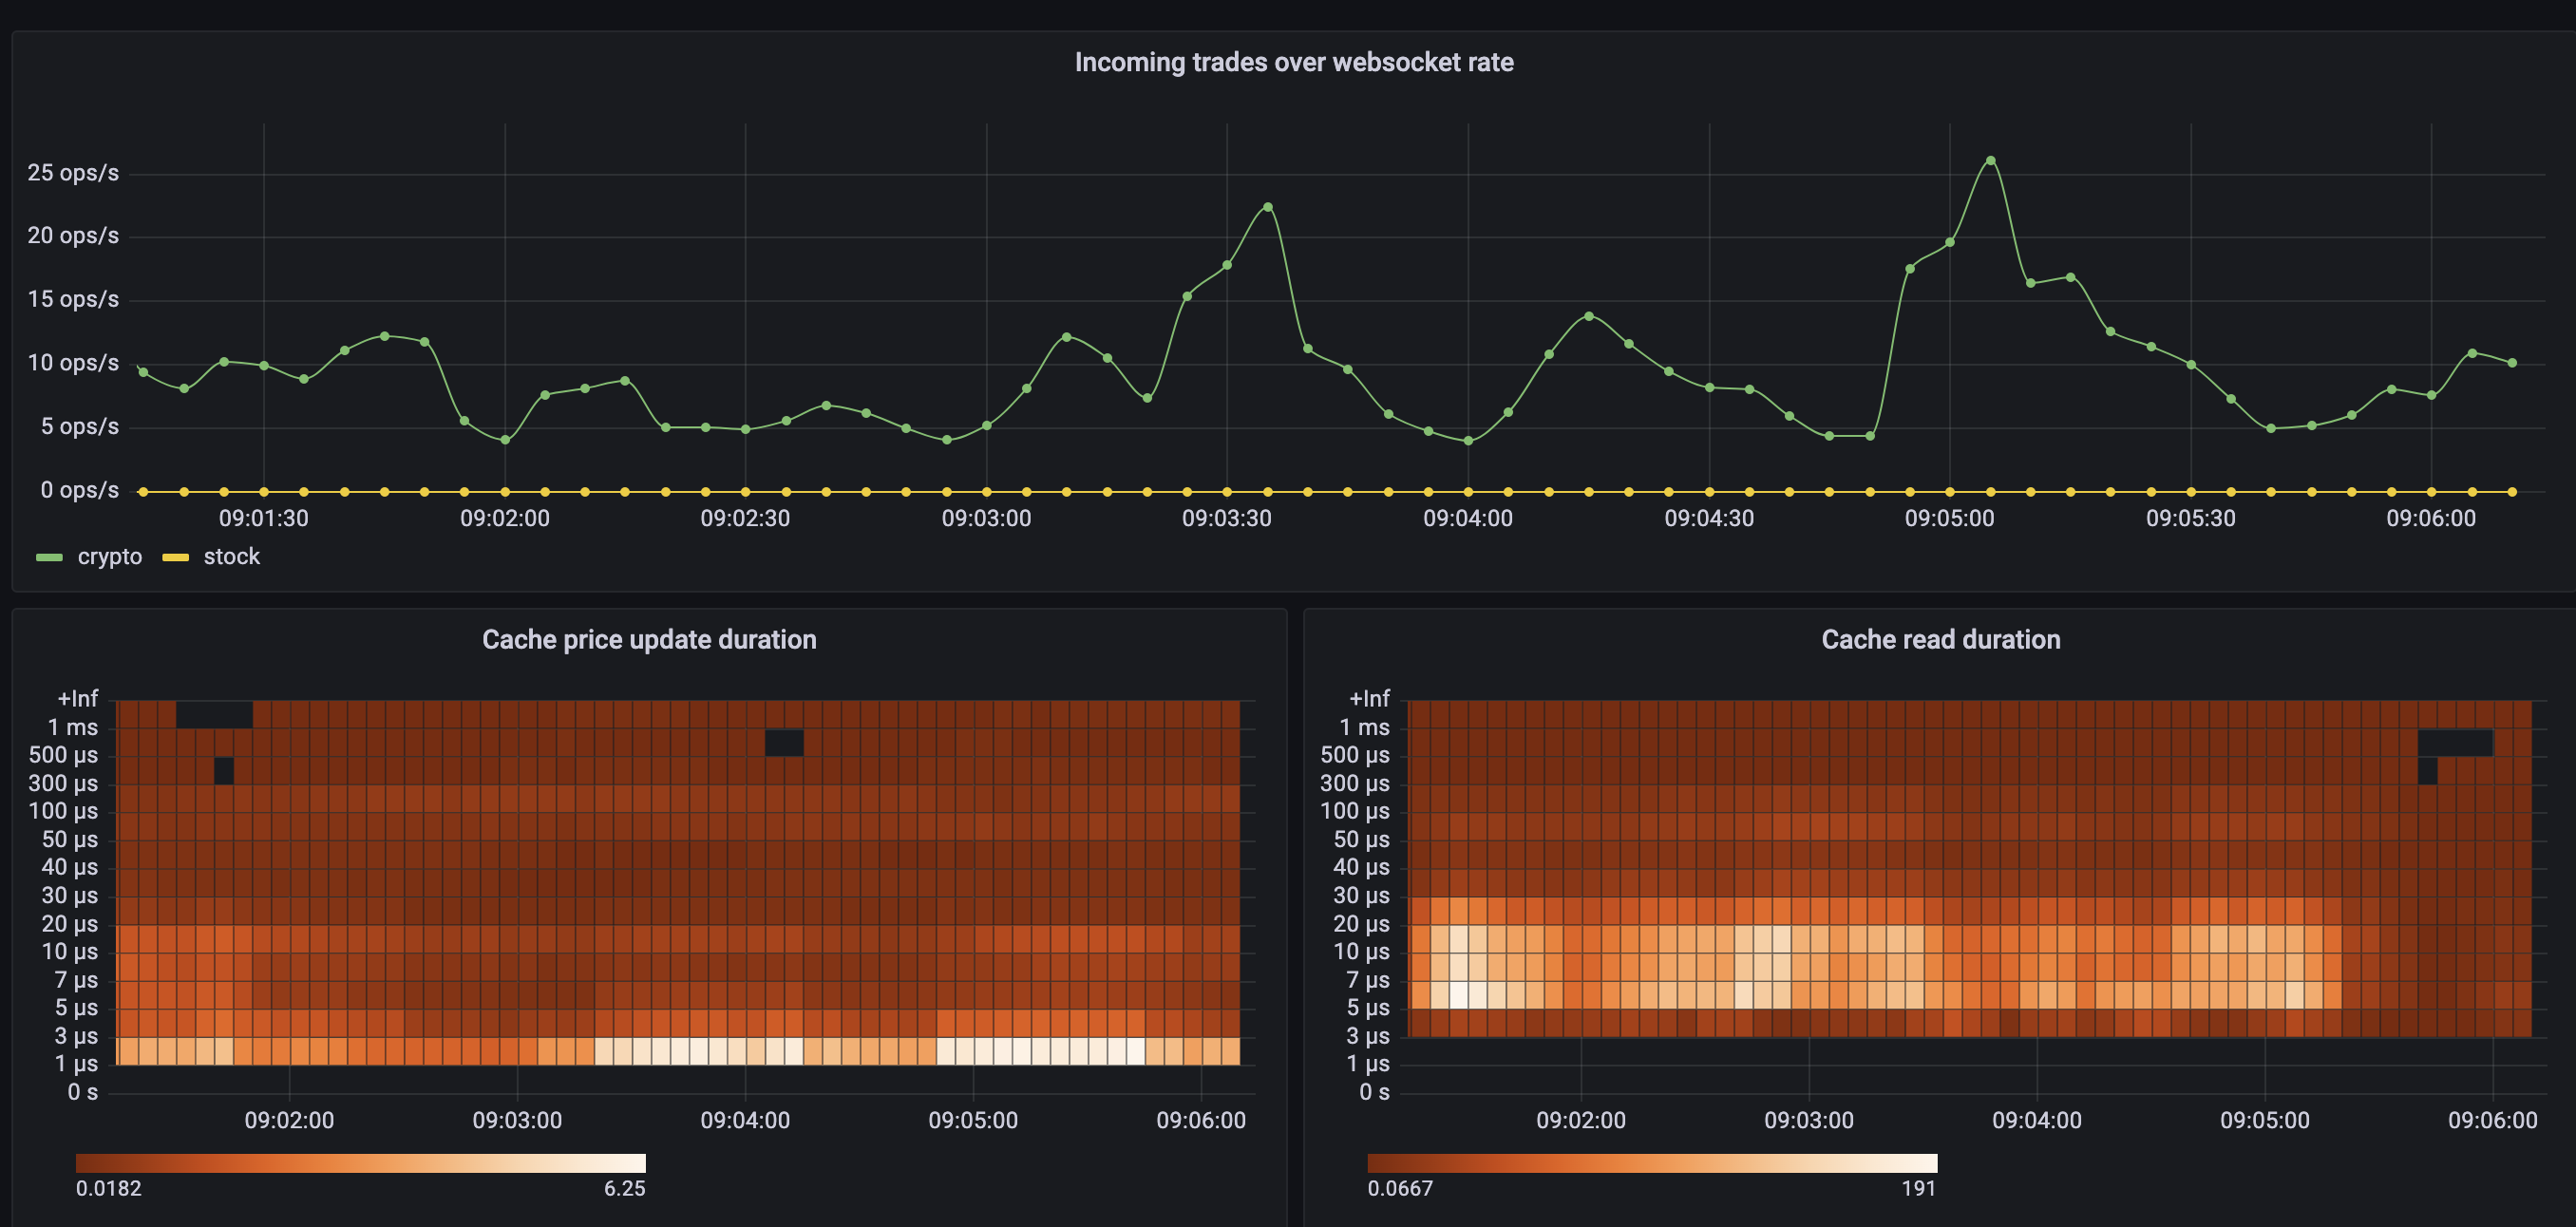 Incoming trades over websocket rate
25 ops/s
20 ops/s
15 ops/s
10 ops/s
5 ops/s
0 ops/s
09:01:30 09:02:00 09:02:30 09:03:00 09:03:30 09:04:00 09:04:30 09:05:00 09:05:30 09:06:00
crypto stock
Cache price update duration
+Inf
1 ms
500 µs
300 µs
100 µs
50 µs
40 µs
30 µs
20 µs
10 µs
7 µs
5 µs
3 µs
1 µs
0 s
09:02:00 09:03:00 09:04:00 09:05:00 09:06:00
0.0182 6.25
Cache read duration
+Inf
1 ms
500 µs
300 µs
100 µs
50 µs
40 µs
30 µs
20 µs
10 µs
7 µs
5 µs
3 µs
1 µs
0 s
09:02:00 09:03:00 09:04:00 09:05:00 09:06:00
0.0667 191